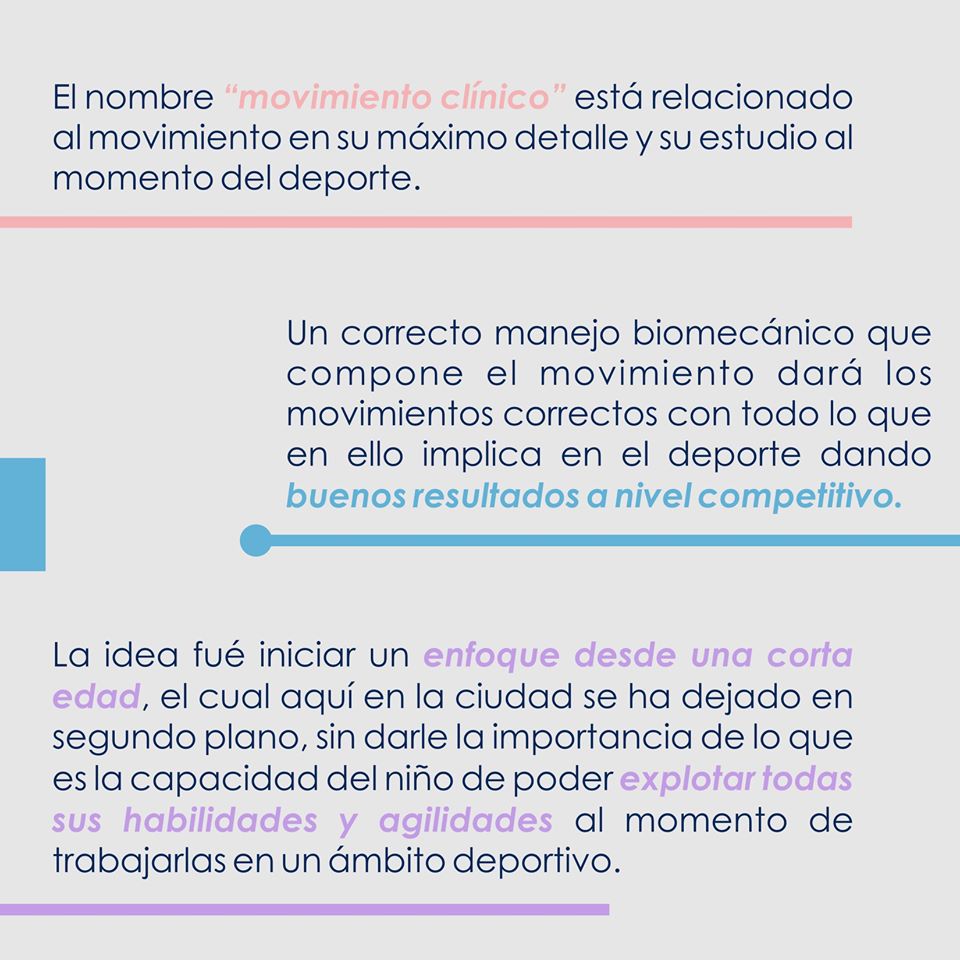 El nombre “movimiento clínico” está relacionado
al movimiento en su máximo detalle y su estudio al
momento del deporte.
Un correcto manejo biomecánico que
compone el movimiento dará los
movimientos correctos con todo lo que
en ello implica en el deporte dando
buenos resultados a nivel competitivo.
La idea fué iniciar un enfoque desde una corta
edad, el cual aquí en la ciudad se ha dejado en
segundo plano, sin darle la importancia de lo que
es la capacidad del niño de poder explotar todas
sus habilidades y agilidades al momento de
trabajarlas en un ámbito deportivo.